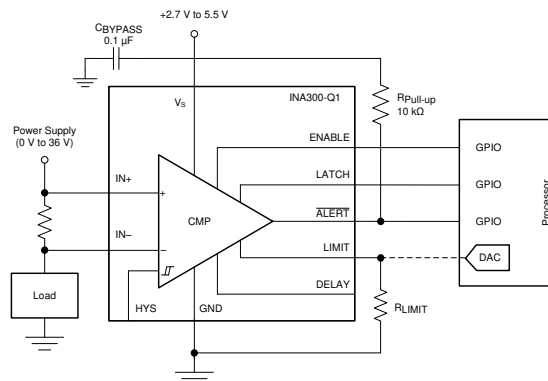 +2.7 V to 5.5 V
CBYPASS
0.1 µF
VS
INA300-Q1
RPull-up
10 kΩ
Power Supply
(0 V to 36 V)
ENABLE
GPIO
IN+
LATCH
GPIO
+
CMP
ALERT
GPIO
Processor
IN–
–
LIMIT
DAC
Load
DELAY
HYS
GND
RLIMIT